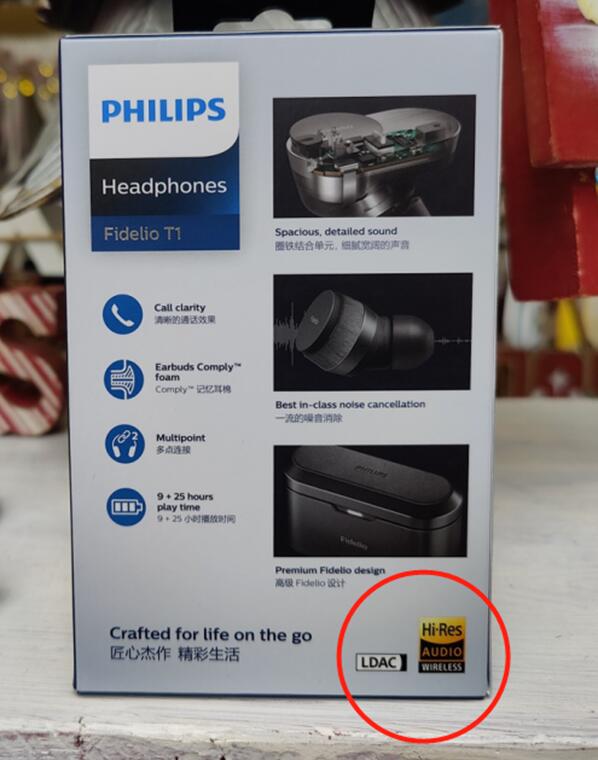 PHILIPS
Headphones
Fidelio T1
Call clarity
清晰的通话效果
Earbuds Comply™
foam
Comply™ 记忆耳棉
Multipoint
多点连接
9 + 25 hours
play time
9 + 25 小时播放时间
Spacious, detailed sound
圈铁结合单元, 细腻宽阔的声音
Best in-class noise cancellation
一流的噪音消除
PHILIPS
Fidelio
Premium Fidelio design
高级 Fidelio 设计
Crafted for life on the go
匠心杰作 精彩生活
LDAC
Hi-Res
AUDIO
WIRELESS